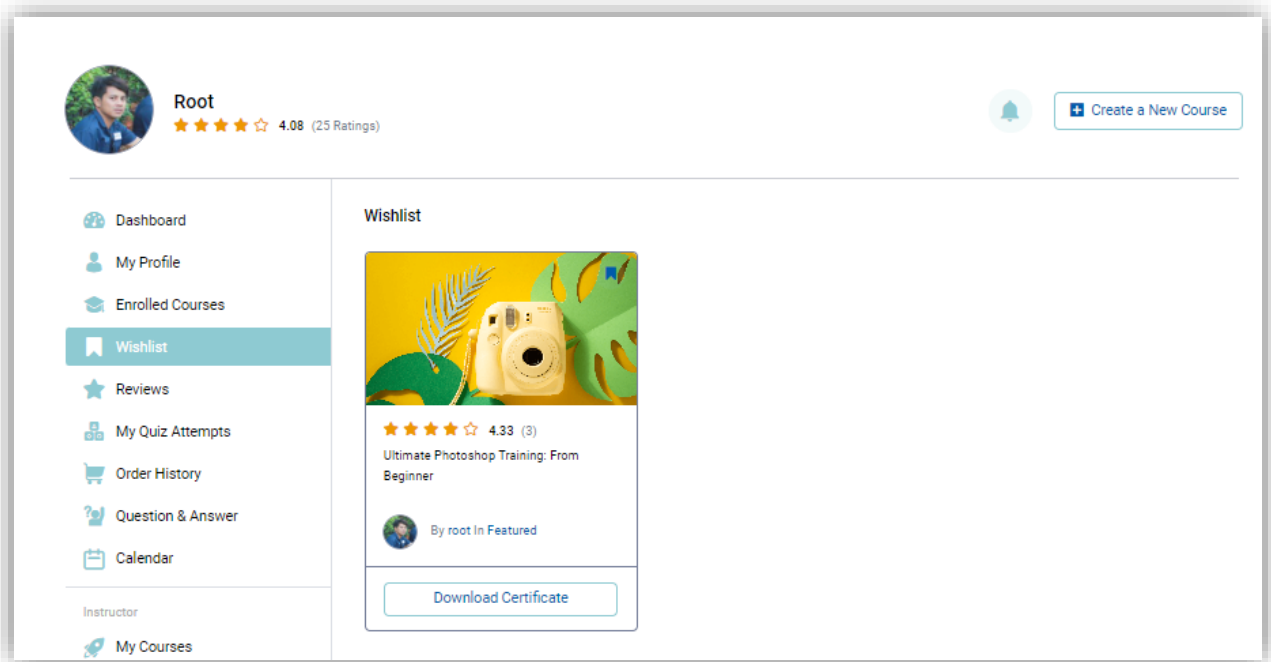 Root
4.08 (25 Ratings)
Create a New Course
Dashboard
My Profile
Enrolled Courses
Wishlist
Reviews
My Quiz Attempts
Order History
Question & Answer
Calendar
Instructor
My Courses
Wishlist
4.33 (3)
Ultimate Photoshop Training: From
Beginner
By root In Featured
Download Certificate